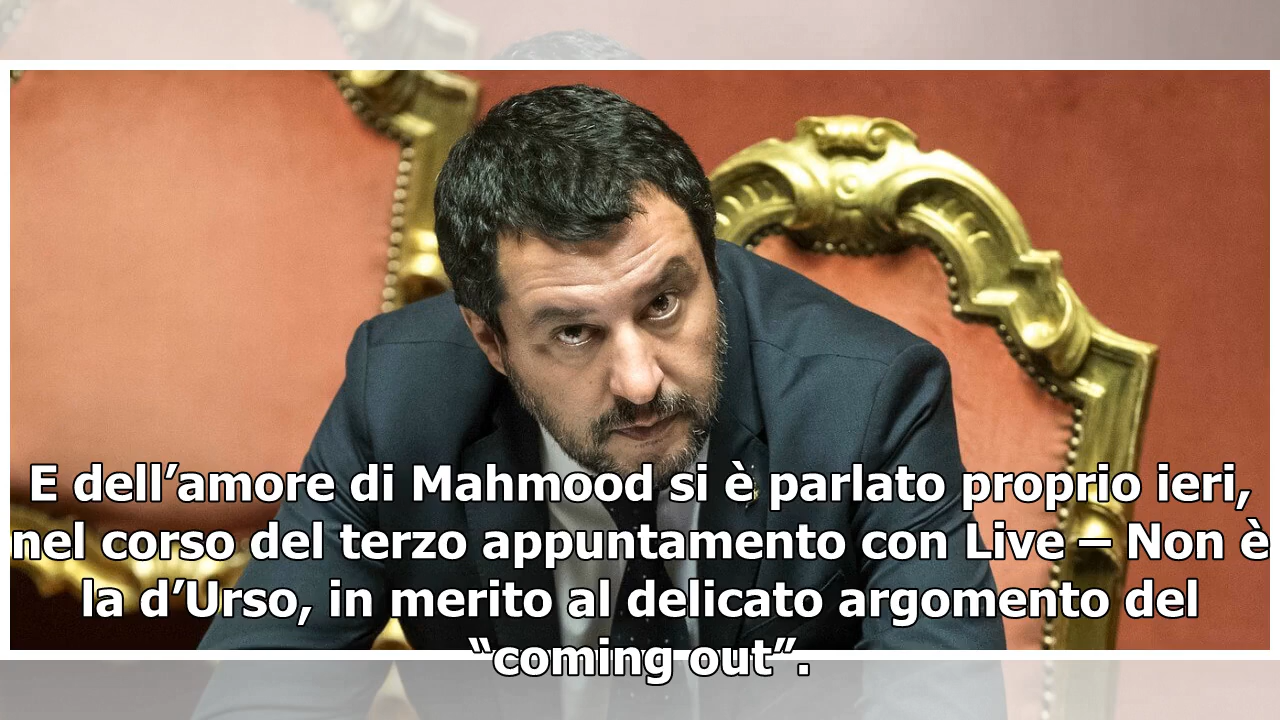 E dell’amore di Mahmood si è parlato proprio ieri,
nel corso del terzo appuntamento con Live – Non è
la d’Urso, in merito al delicato argomento del
“coming out”.